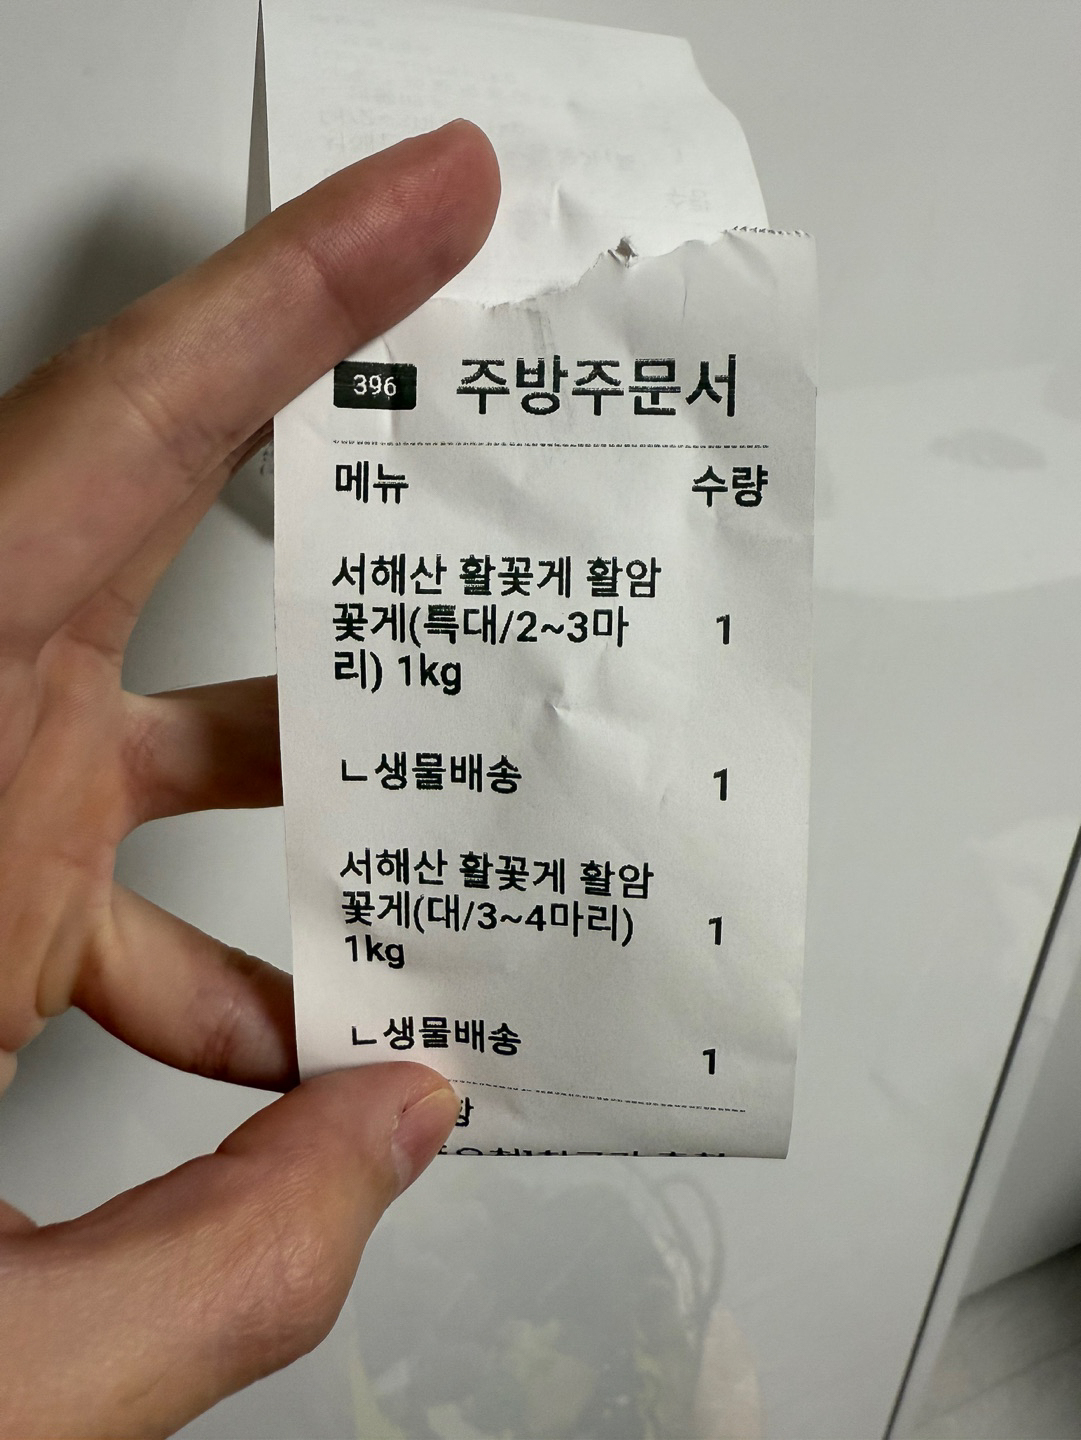 396 주방주문서
메뉴 수량
서해산 활꽃게 활암
꽃게(특대/2~3마 1
리) 1kg
ㄴ생물배송 1
서해산 활꽃게 활암
꽃게(대/3~4마리) 1
1kg
ㄴ생물배송 1